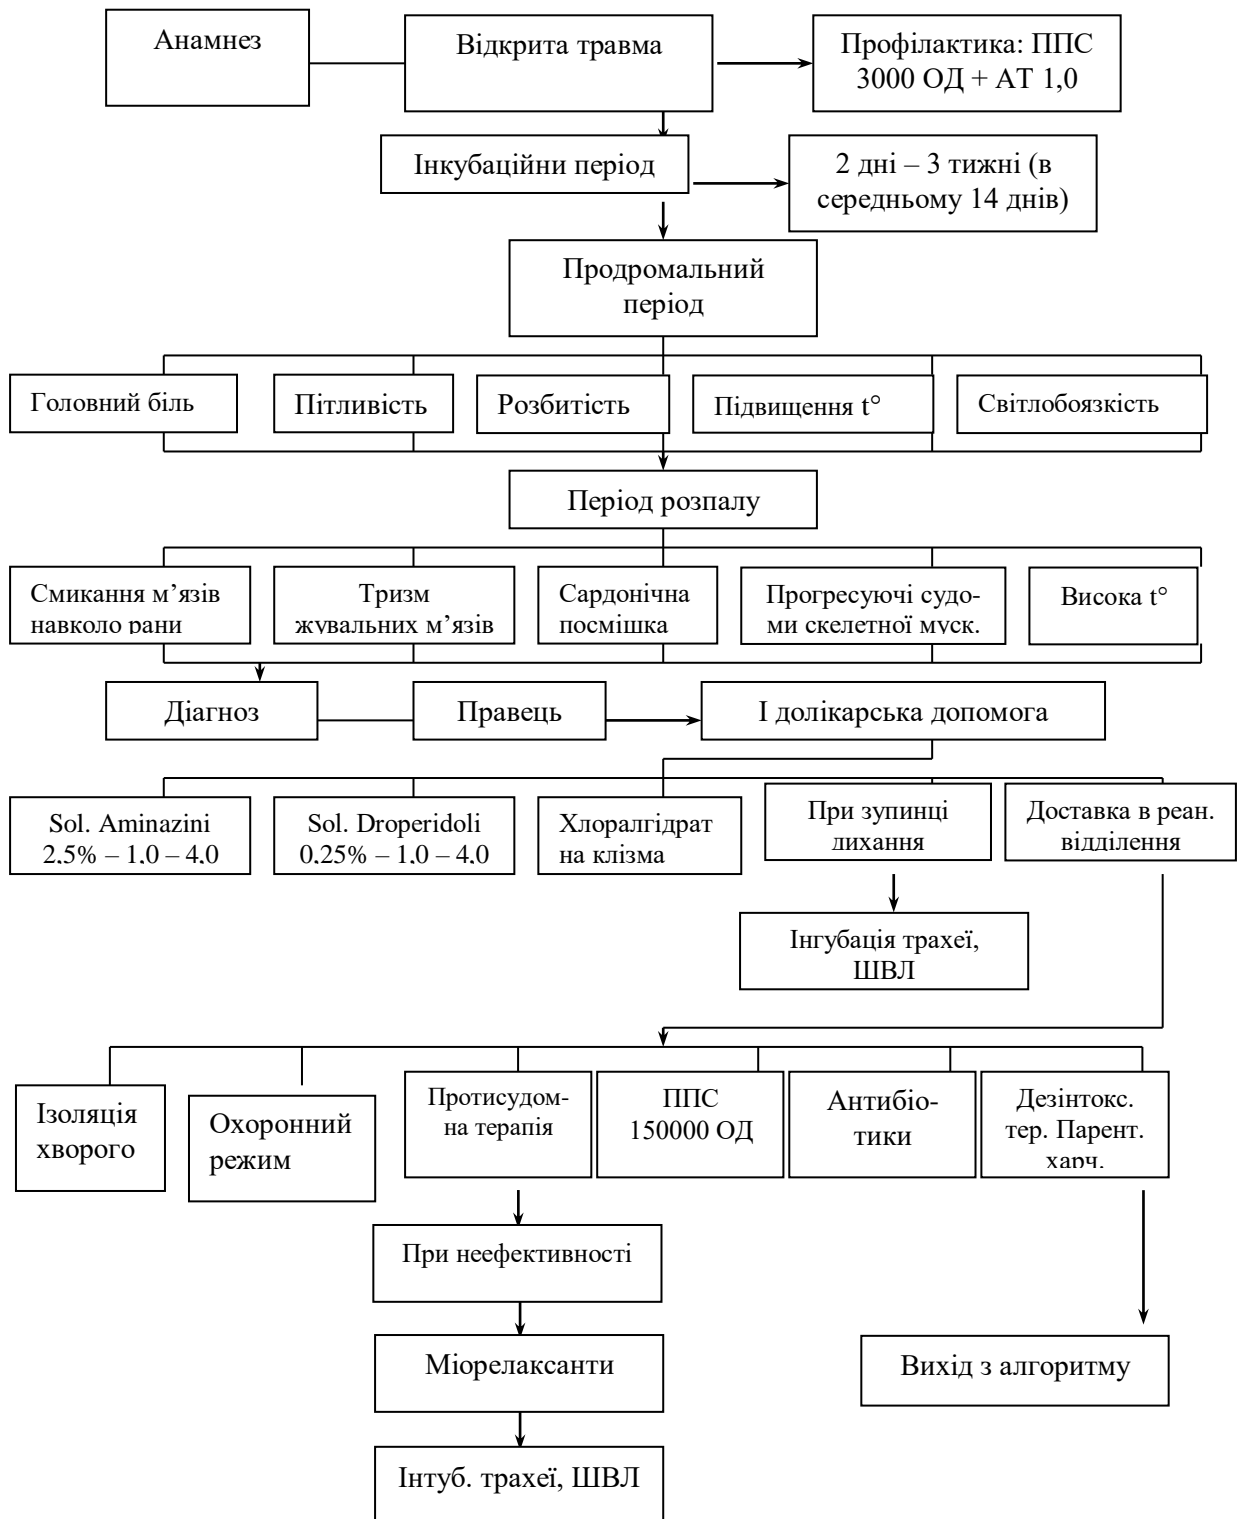 Анамнез
Відкрита травма
Профілактика: ППС
3000 ОД + АТ 1,0
Інкубаційни період
2 дні – 3 тижні (в
середньому 14 днів)
Продромальний
період
Головний біль
Пітливість
Розбитість
Підвищення t°
Світлобоязкість
Період розпалу
Смикання м’язів
навколо рани
Тризм
жувальних м’язів
Сардонічна
посмішка
Прогресуючі судо-
ми скелетної муск.
Висока t°
Діагноз
Правець
І долікарська допомога
Sol. Aminazini
2,5% – 1,0 – 4,0
Sol. Droperidoli
0,25% – 1,0 – 4,0
Хлоралгідрат
на клізма
При зупинці
дихання
Доставка в реан.
відділення
Інгубація трахеї,
ШВЛ
Ізоляція
хворого
Охоронний
режим
Протисудом-
на терапія
ППС
150000 ОД
Антибіо-
тики
Дезінтокс.
тер. Парент.
харч.
При неефективності
Міорелаксанти
Вихід з алгоритму
Інтуб. трахеї, ШВЛ